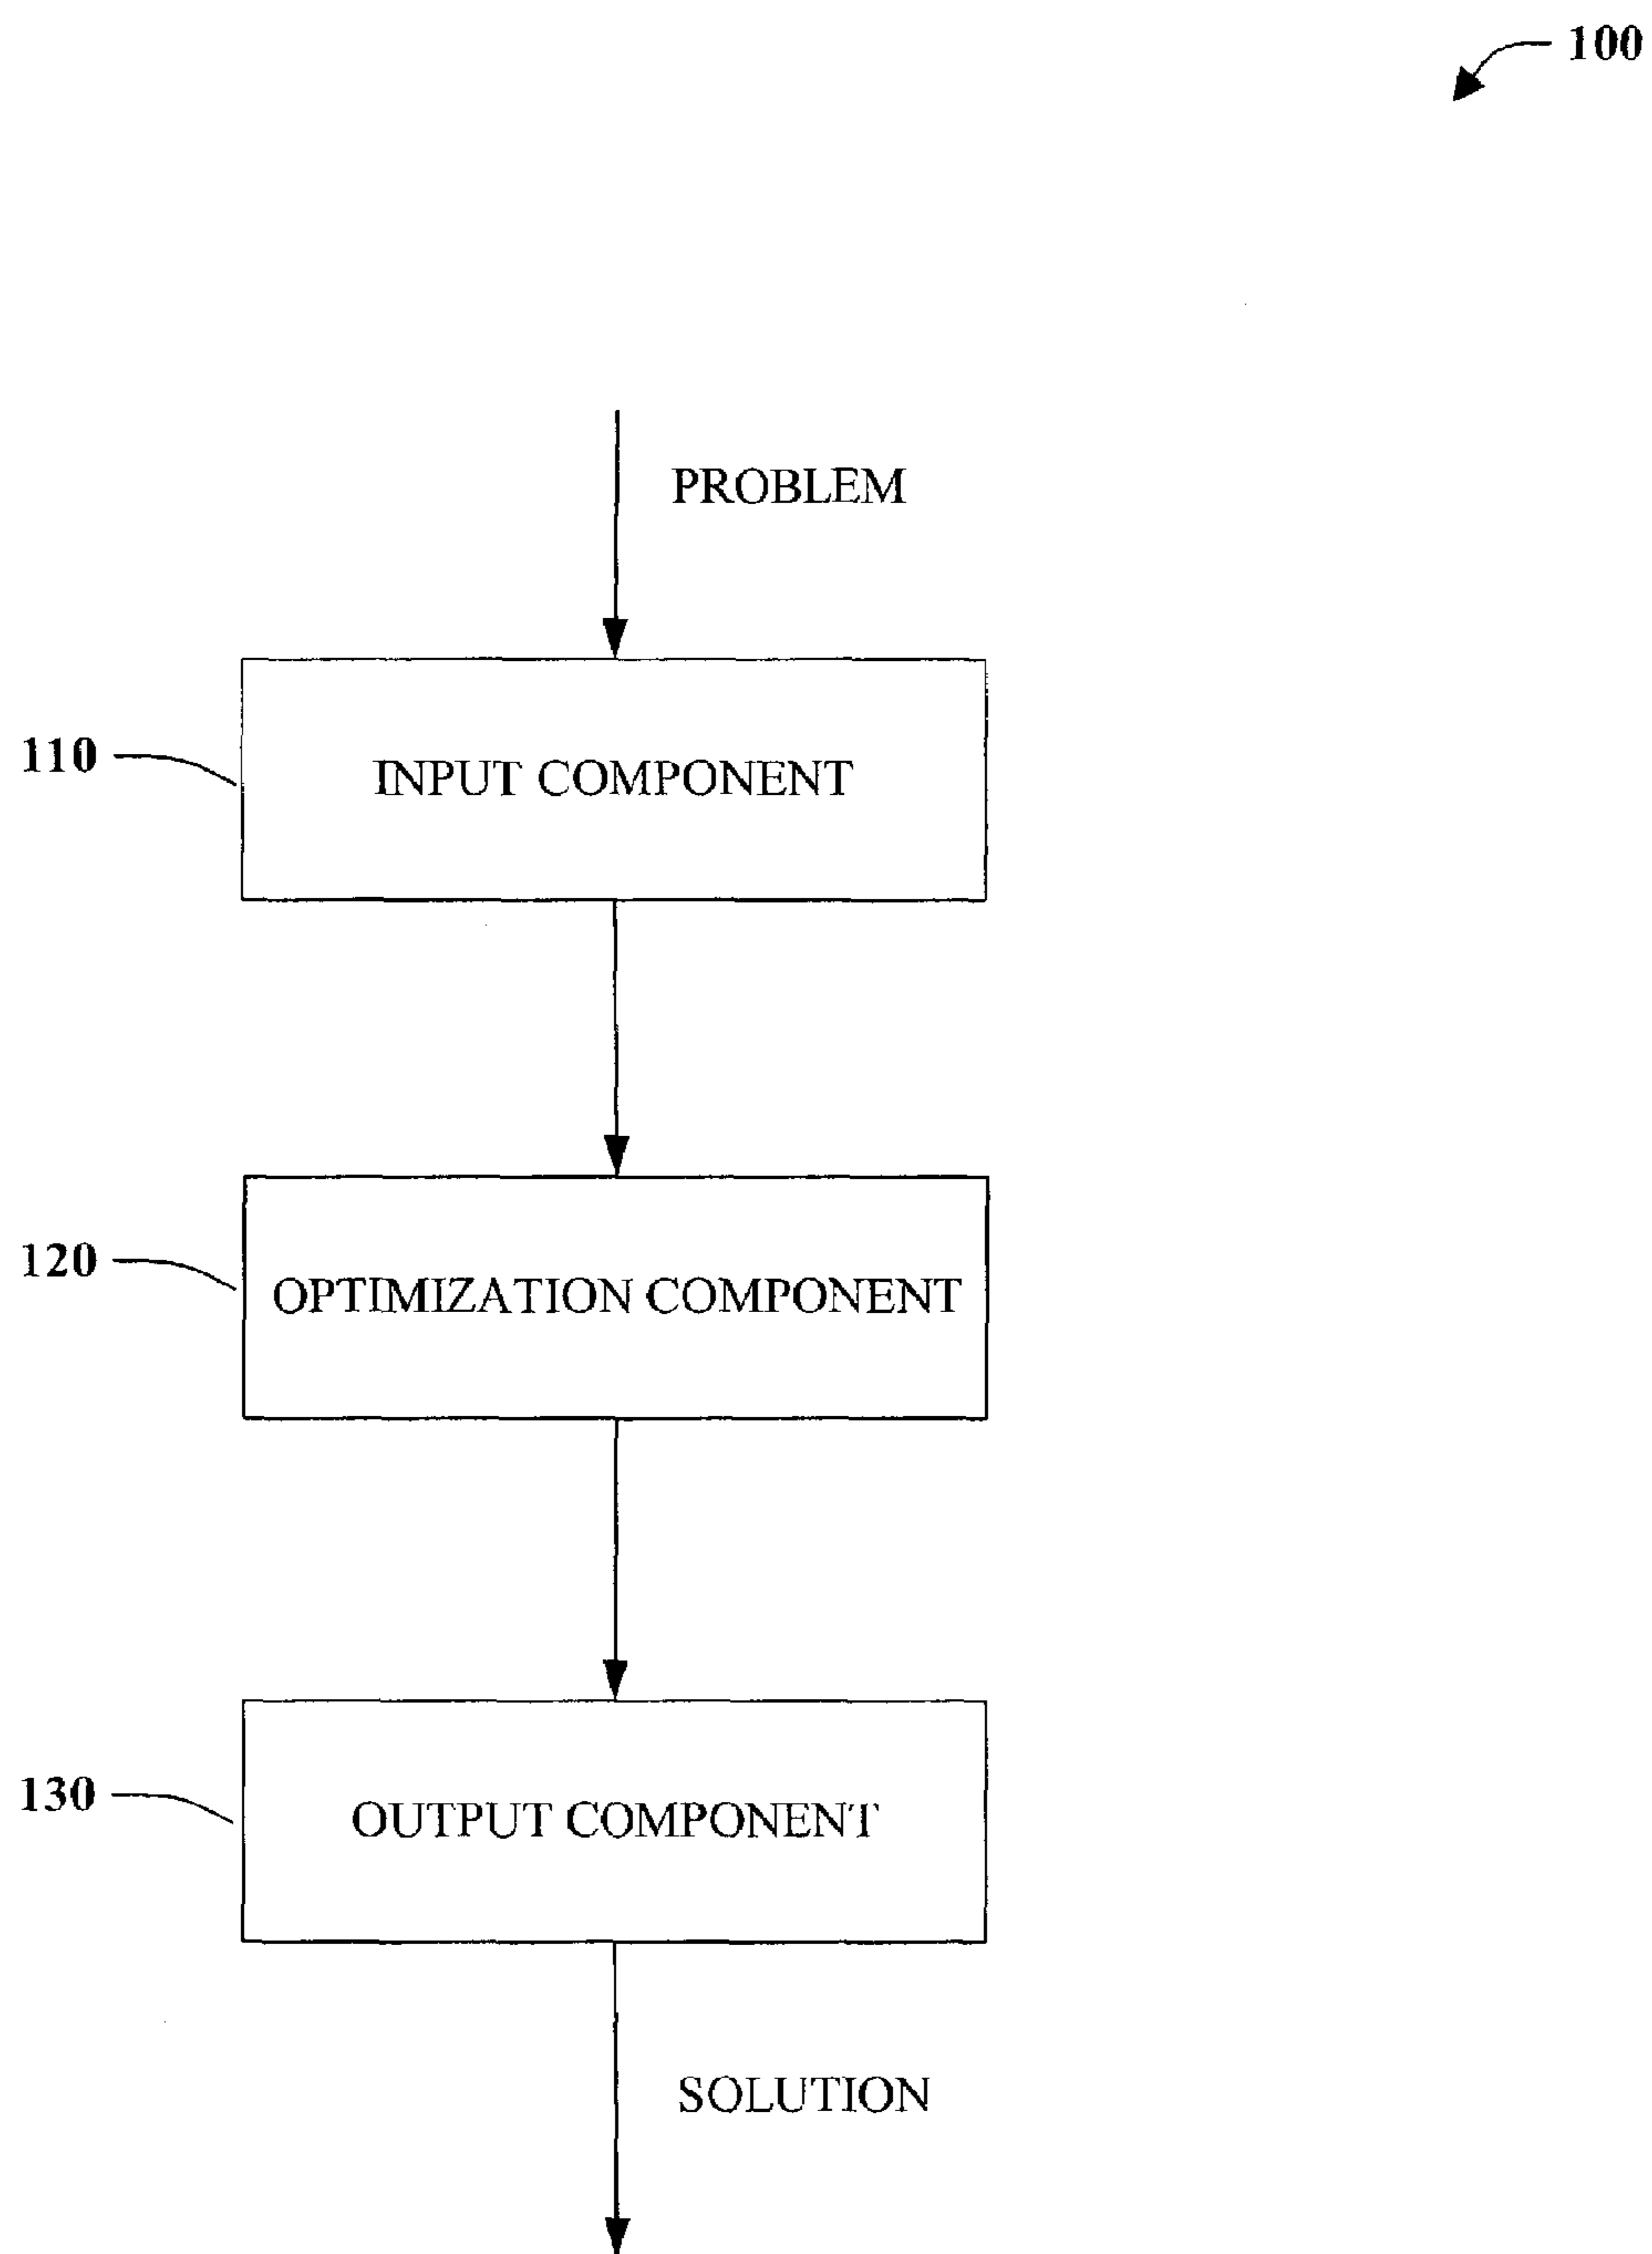 100
PROBLEM
110
INPUT COMPONENT
120
OPTIMIZATION COMPONENT
130
OUTPUT COMPONENT
SOLUTION